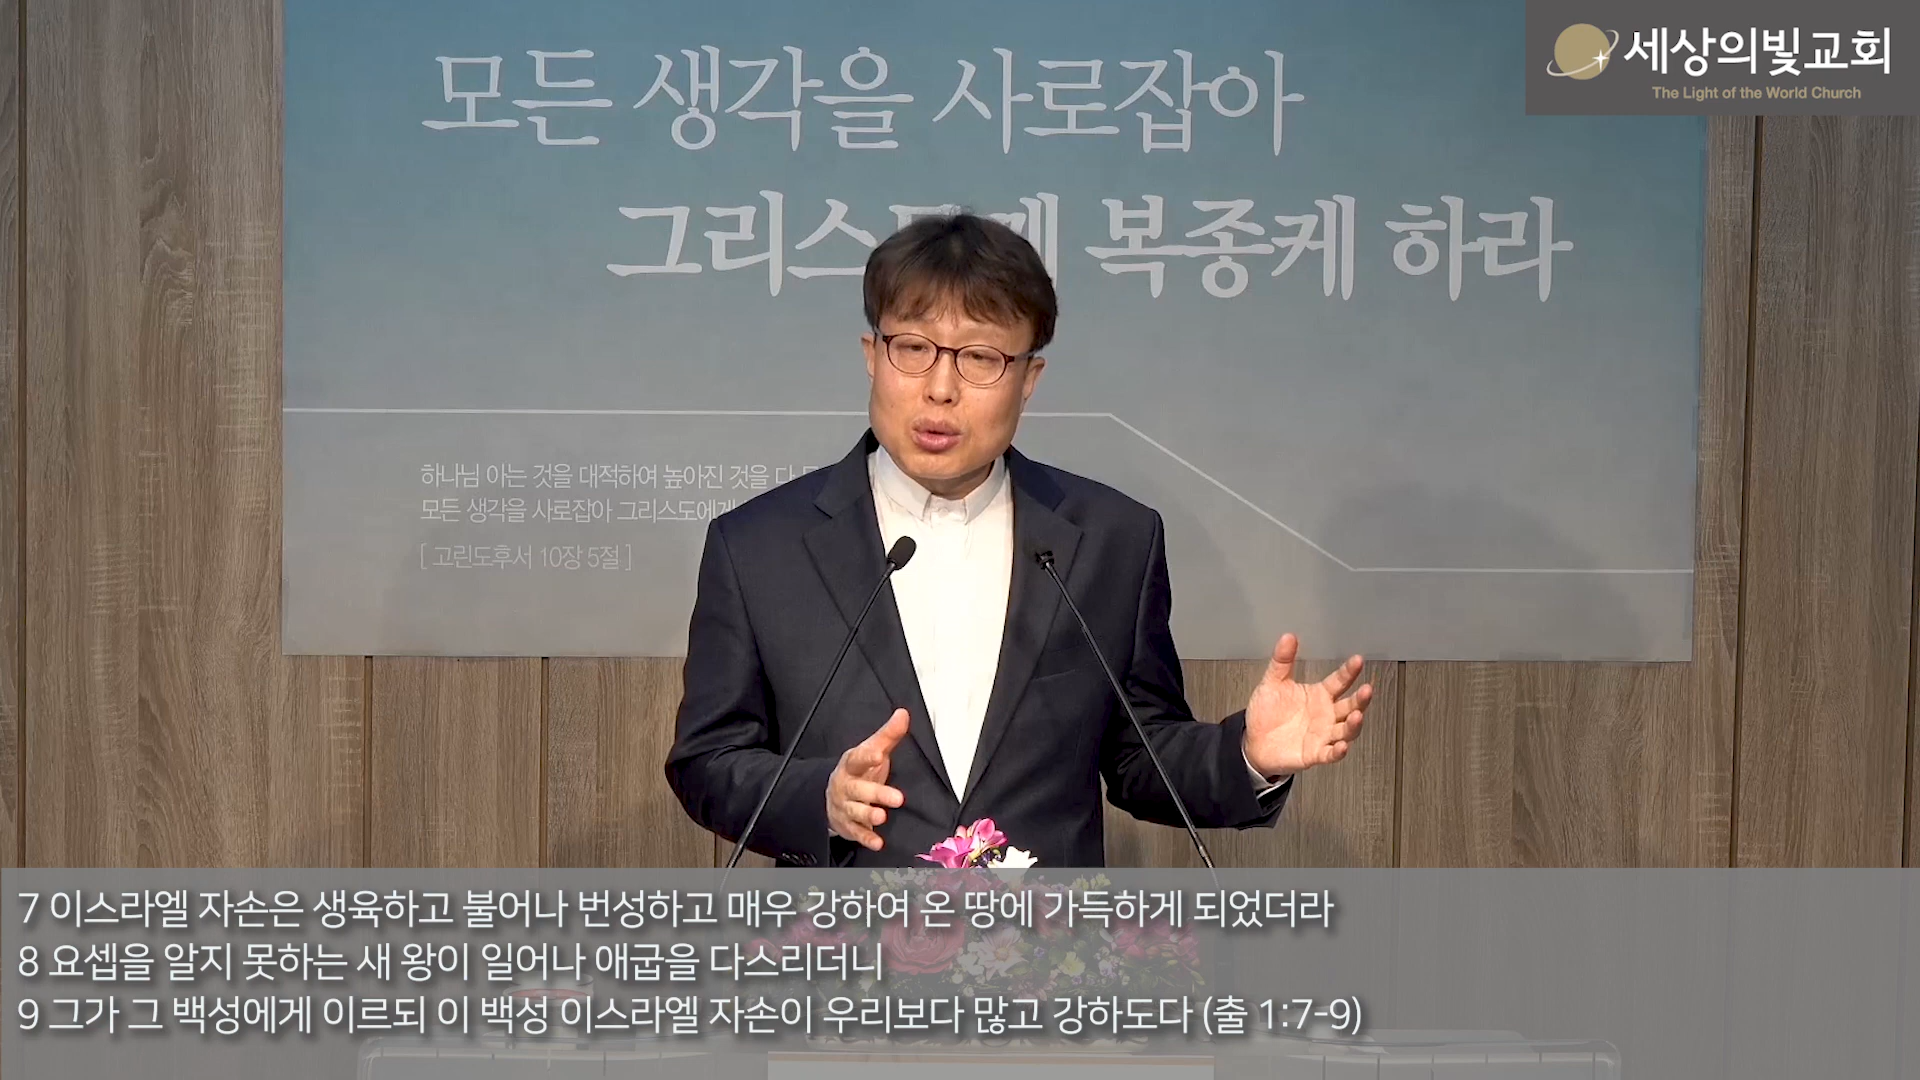 세상의빛교회
The Light of the World Church
모든 생각을 사로잡아
복종케 하라
하나님 아는 것을 대적하여 높아진 것을 다
모든 생각을 사로잡아 그리스도에게
[ 고린도후서 10장 5절 ]
7 이스라엘 자손은 생육하고 불어나 번성하고 매우 강하여 온 땅에 가득하게 되었더라
8 요셉을 알지 못하는 새 왕이 일어나 애굽을 다스리더니
9 그가 그 백성에게 이르되 이 백성 이스라엘 자손이 우리보다 많고 강하도다 (출 1:7-9)